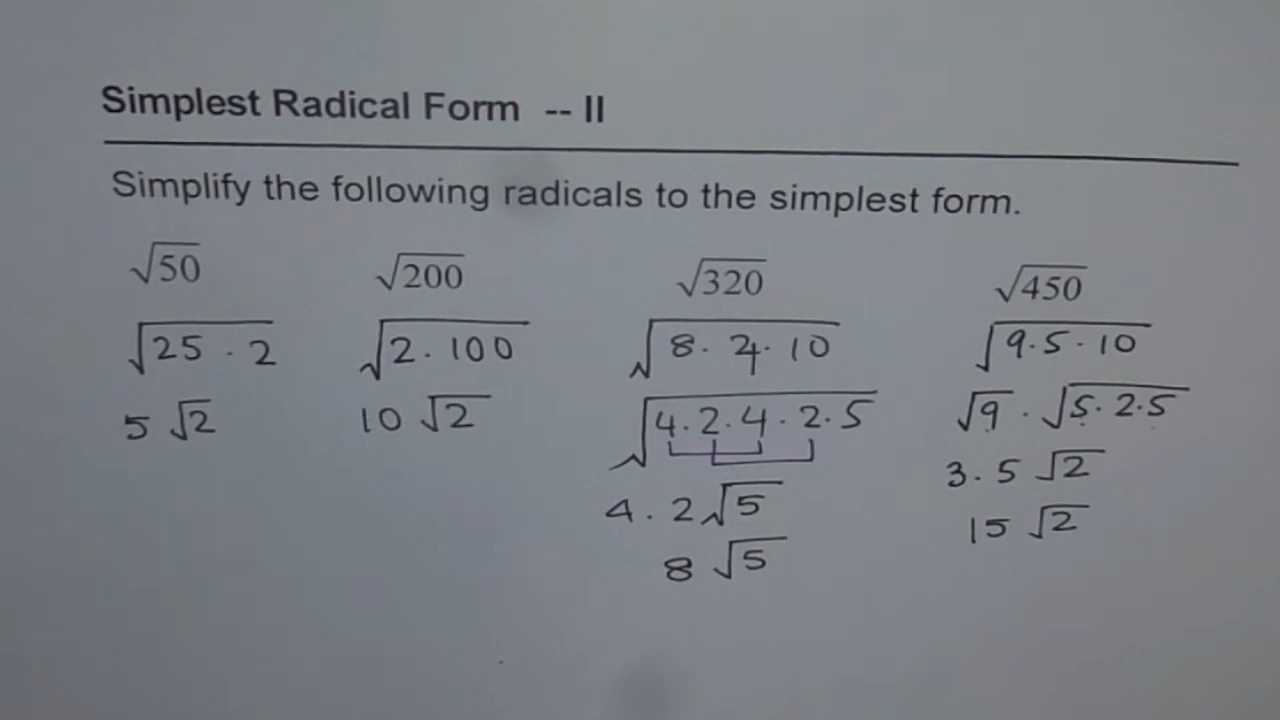 Simplest Radical Form -- II
Simplify the following radicals to the simplest form.
√50 √200 √320 √450
√25 · 2 √2 · 100 √8 · 4 · 10 √9 · 5 · 10
5 √2 10 √2 √4 · 2 · 4 · 2 · 5 √9 · √5 · 2 · 5
4 · 2√5 3 · 5 √2
8 √5 15 √2